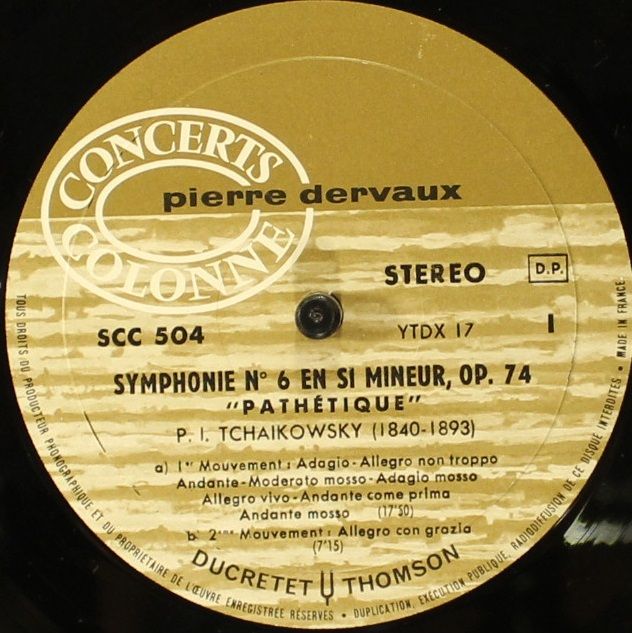 CONCERTS
COLONNE
pierre dervaux
STEREO
D.P.
SCC 504
YTDX 17
I
SYMPHONIE N° 6 EN SI MINEUR, OP. 74
"PATHÉTIQUE"
P. I. TCHAIKOWSKY (1840-1893)
a) 1er Mouvement : Adagio - Allegro non troppo
Andante - Moderato mosso - Adagio mosso
Allegro vivo - Andante come prima
Andante mosso (17'50)
b) 2me Mouvement : Allegro con grazia
(7'15)
DUCRETET THOMSON
TOUS DROITS DU PRODUCTEUR PHONOGRAPHIQUE ET DU PROPRIETAIRE DE L'ŒUVRE ENREGISTRÉE RÉSERVÉS • DUPLICATION, EXÉCUTION PUBLIQUE, RADIODIFFUSION DE CE DISQUE INTERDITES • MADE IN FRANCE